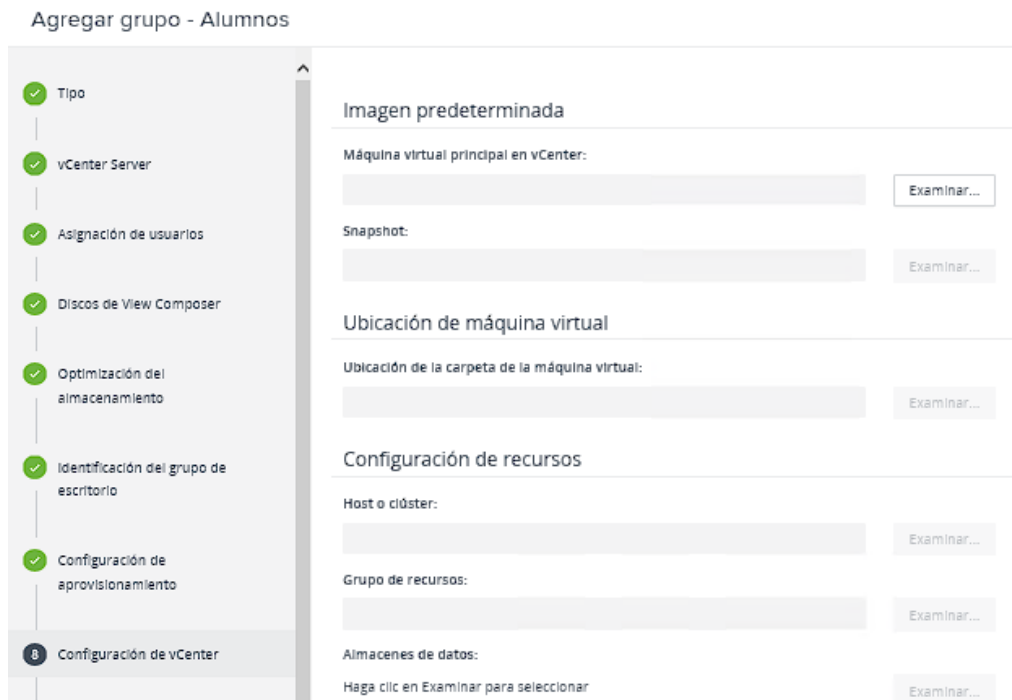 Agregar grupo - Alumnos
Tipo
vCenter Server
Asignación de usuarios
Discos de View Composer
Optimización del
almacenamiento
Identificación del grupo de
escritorio
Configuración de
aprovisionamiento
8
Configuración de vCenter
Imagen predeterminada
Máquina virtual principal en vCenter:
Examinar...
Snapshot:
Examinar...
Ubicación de máquina virtual
Ubicación de la carpeta de la máquina virtual:
Examinar...
Configuración de recursos
Host o clúster:
Examinar...
Grupo de recursos:
Examinar...
Almacenes de datos:
Haga clic en Examinar para seleccionar
Examinar...